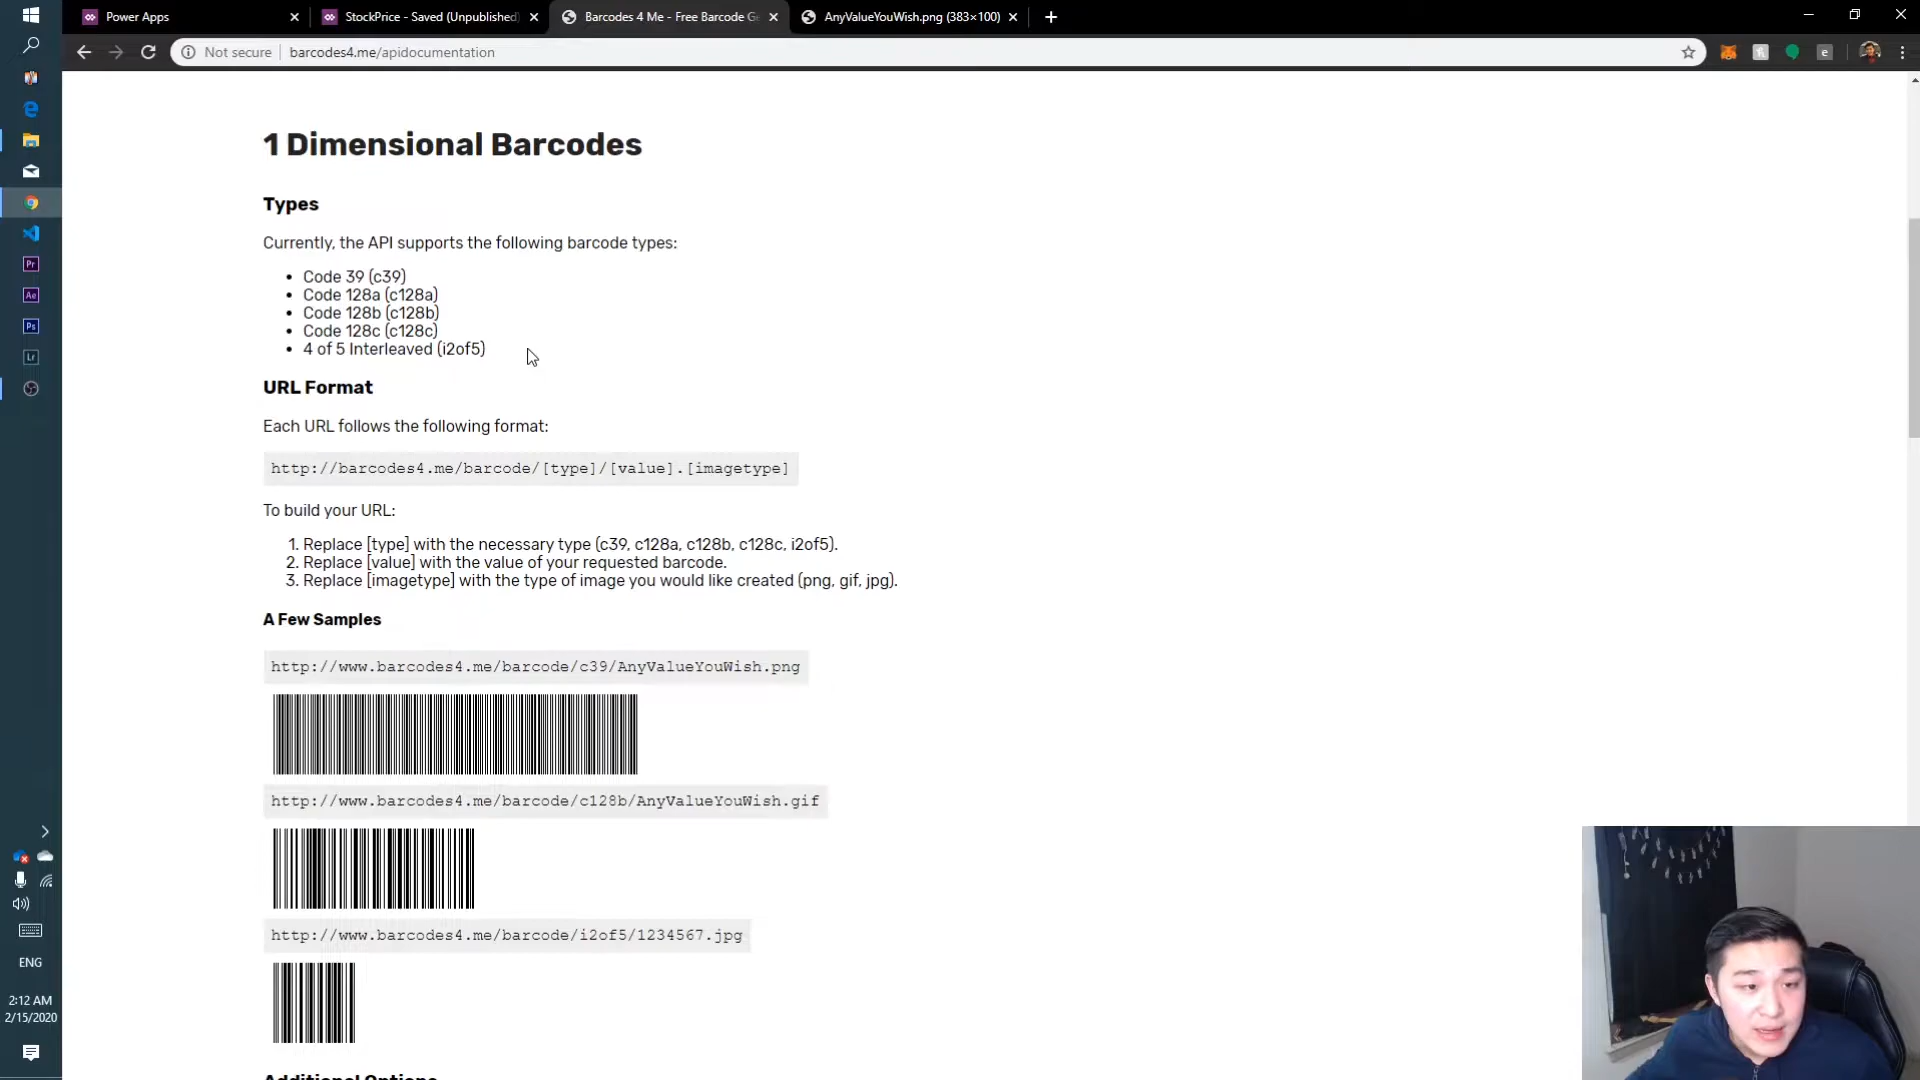 Power Apps
StockPrice - Saved (Unpublished)
Barcodes 4 Me - Free Barcode Ge
AnyValueYouWish.png (383×100)
Not secure
barcodes4.me/apidocumentation
1 Dimensional Barcodes
Types
Currently, the API supports the following barcode types:
• Code 39 (c39)
• Code 128a (c128a)
• Code 128b (c128b)
• Code 128c (c128c)
• 4 of 5 Interleaved (i2of5)
URL Format
Each URL follows the following format:
http://barcodes4.me/barcode/[type]/[value].[imagetype]
To build your URL:
1. Replace [type] with the necessary type (c39, c128a, c128b, c128c, i2of5).
2. Replace [value] with the value of your requested barcode.
3. Replace [imagetype] with the type of image you would like created (png, gif, jpg).
A Few Samples
http://www.barcodes4.me/barcode/c39/AnyValueYouWish.png
http://www.barcodes4.me/barcode/c128b/AnyValueYouWish.gif
http://www.barcodes4.me/barcode/i2of5/1234567.jpg
Additional Options
Pr
Ae
Ps
Lr
ENG
2:12 AM
2/15/2020